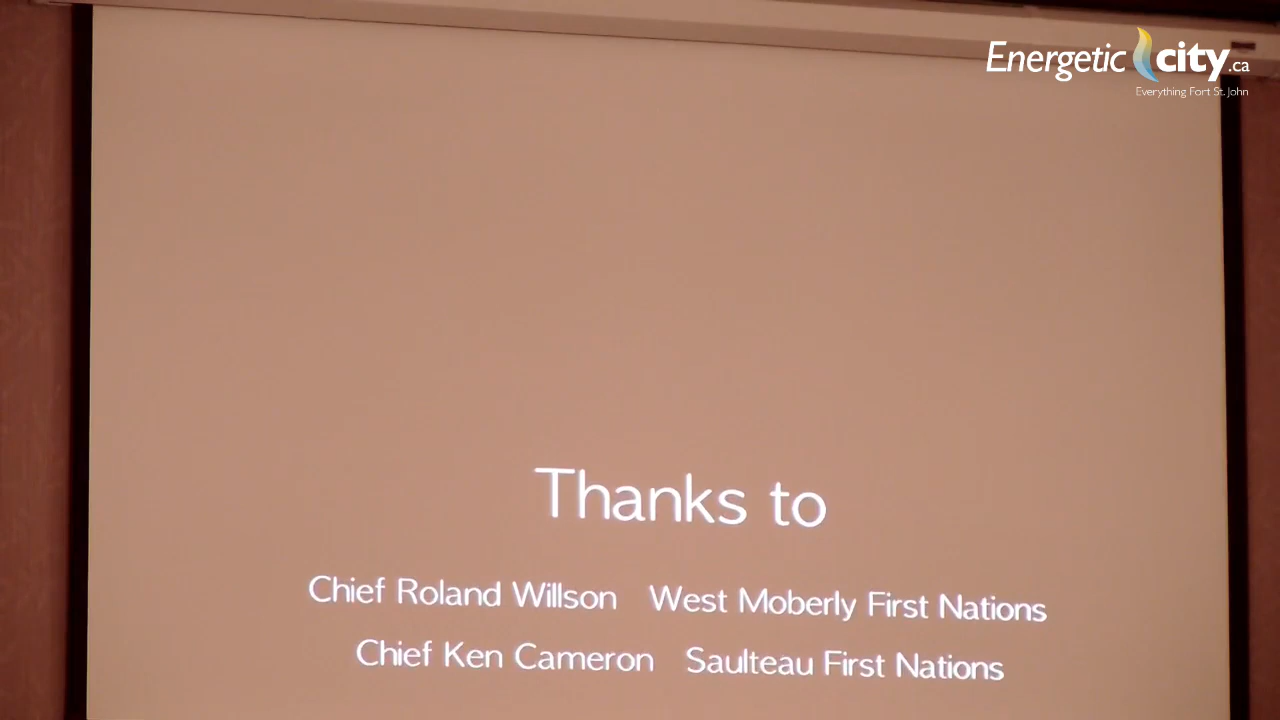 Energetic city.ca
Everything Fort St. John
Thanks to
Chief Roland Willson West Moberly First Nations
Chief Ken Cameron Saulteau First Nations